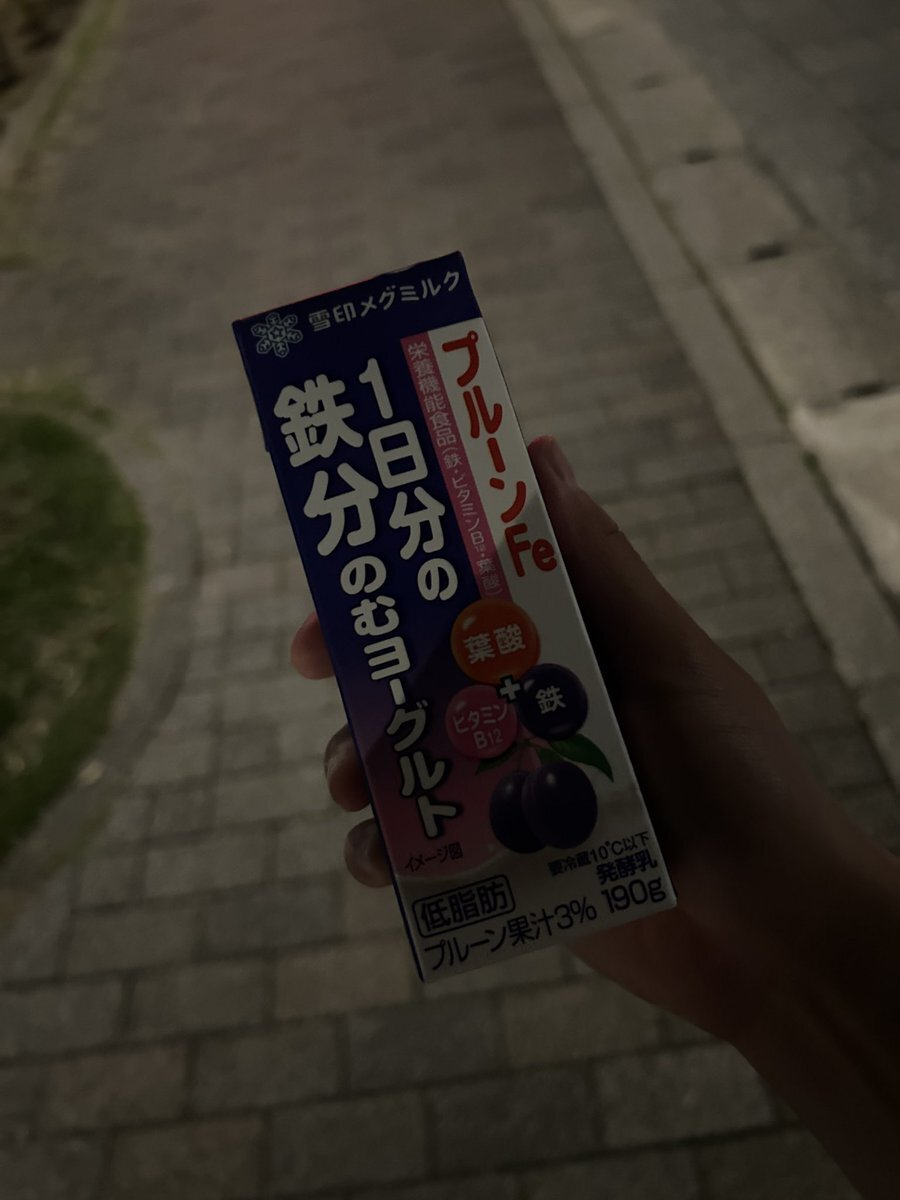 雪印メグミルク
プルーンFe
栄養機能食品(鉄・ビタミンB12・葉酸)
1日分の
鉄分のむヨーグルト
葉酸
+
鉄
ビタミン
B12
イメージ図
要冷蔵10℃以下
発酵乳
低脂肪
プルーン果汁3% 190g